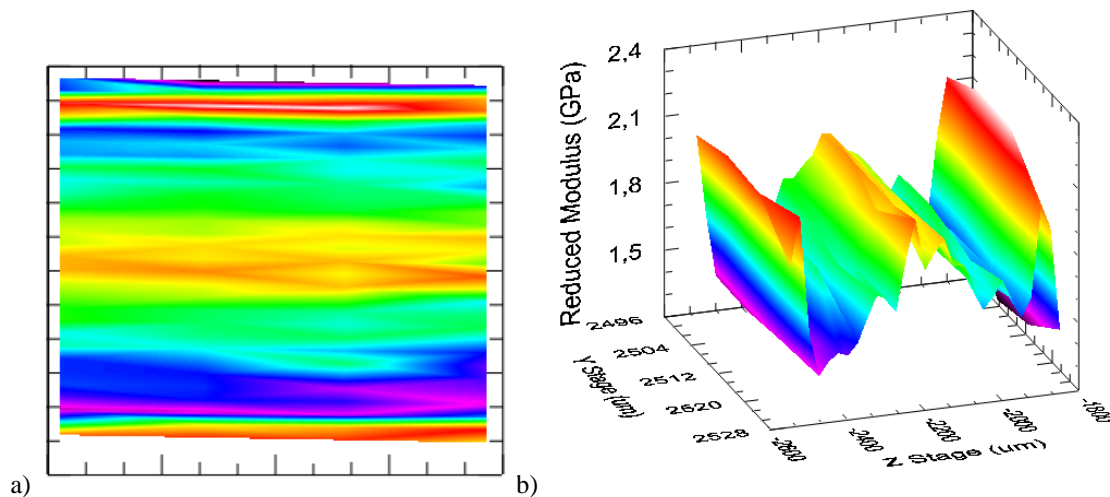 a)
b)
Reduced Modulus (GPa)
2,4
2,1
1,8
1,5
2496
2504
2512
2520
2528
Y Stage (um)
-2600
-2400
-2200
-2000
-1800
Z Stage (um)